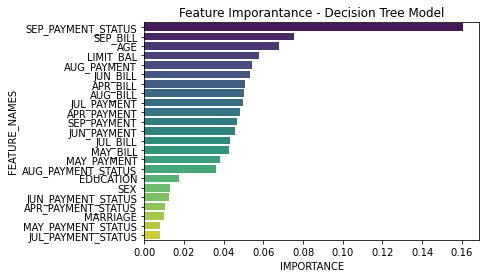 Feature Imporantance - Decision Tree Model
SEP_PAYMENT_STATUS
SEP_BILL
AGE
LIMIT_BAL
AUG_PAYMENT
JUN_BILL
APR_BILL
AUG_BILL
JUL_PAYMENT
APR_PAYMENT
SEP_PAYMENT
JUN_PAYMENT
JUL_BILL
MAY_BILL
MAY_PAYMENT
AUG_PAYMENT_STATUS
EDUCATION
SEX
JUN_PAYMENT_STATUS
APR_PAYMENT_STATUS
MARRIAGE
MAY_PAYMENT_STATUS
JUL_PAYMENT_STATUS
FEATURE_NAMES
0.00 0.02 0.04 0.06 0.08 0.10 0.12 0.14 0.16
IMPORTANCE